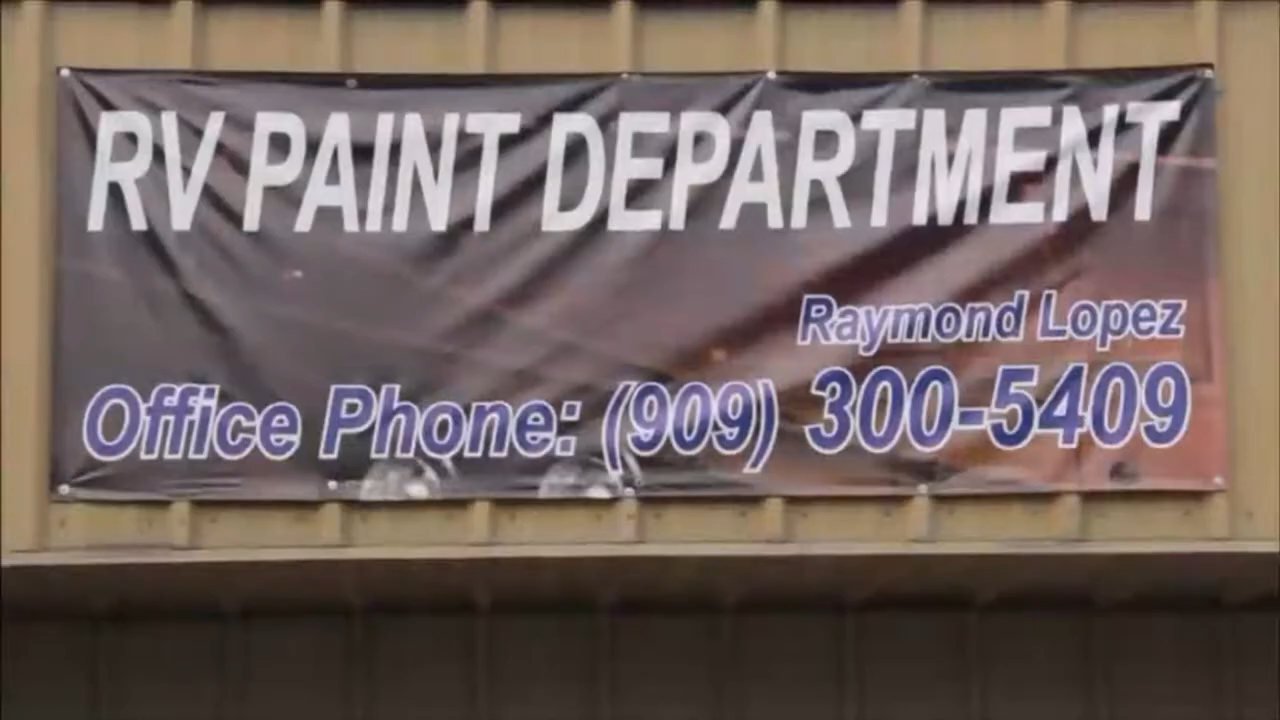 RV PAINT DEPARTMENT
Raymond Lopez
Office Phone: (909) 300-5409